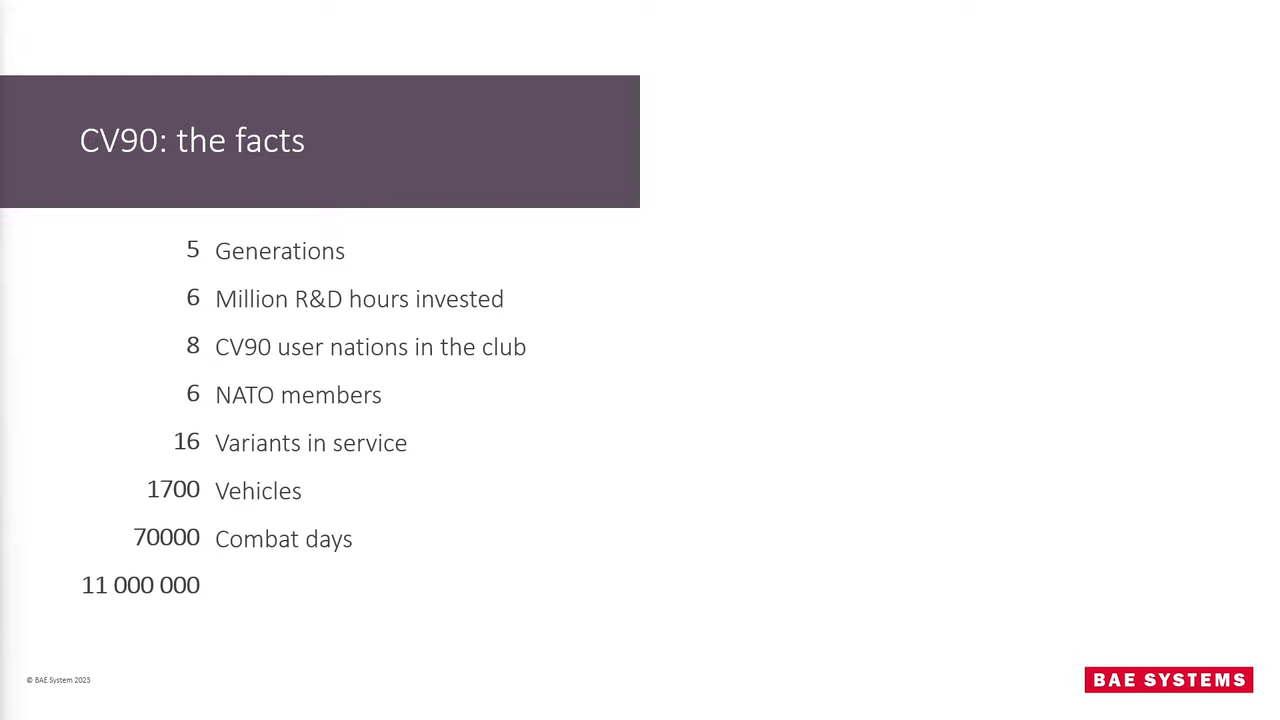 CV90: the facts
5 Generations
6 Million R&D hours invested
8 CV90 user nations in the club
6 NATO members
16 Variants in service
1700 Vehicles
70000 Combat days
11 000 000
© BAE System 2023
BAE SYSTEMS